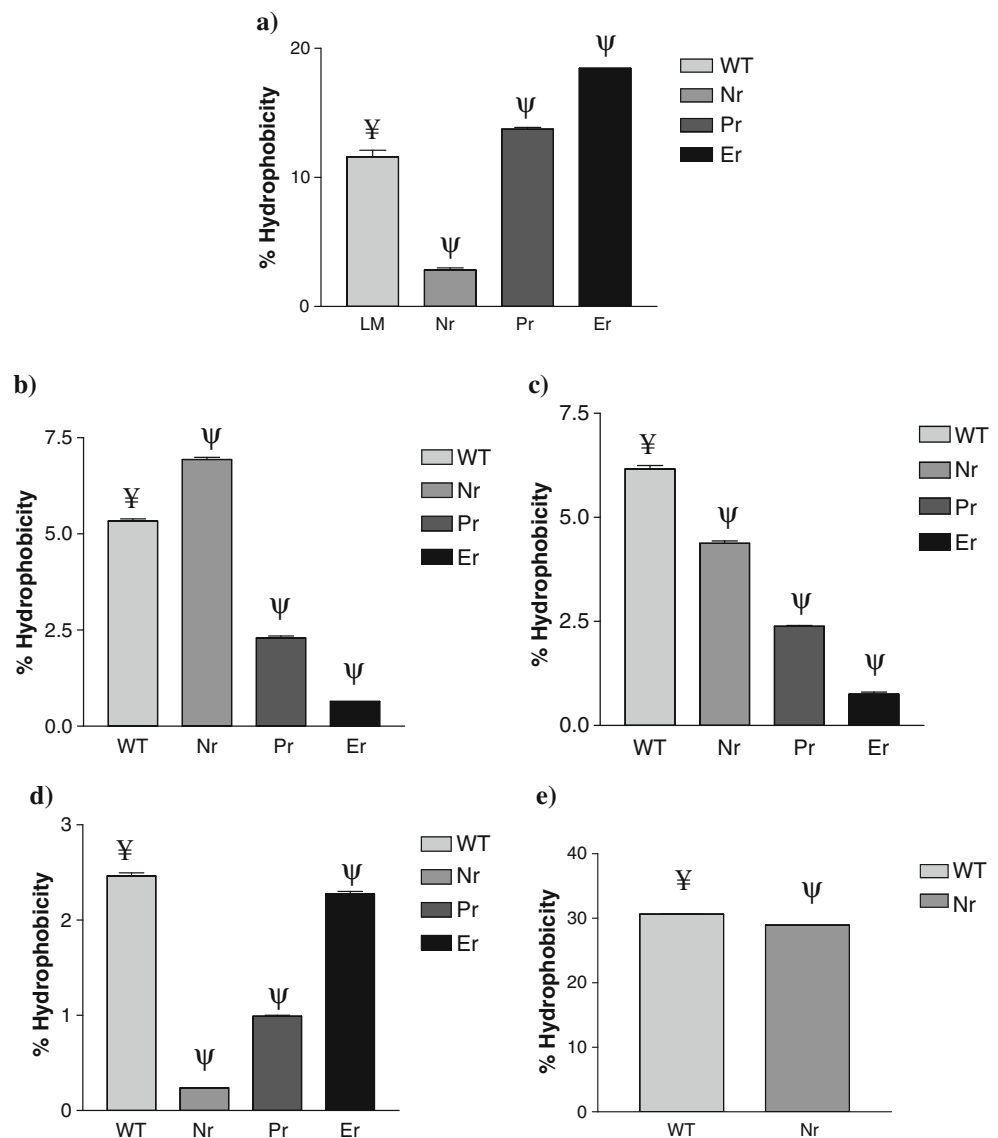 a)
% Hydrophobicity
20
10
0
¥
ψ
ψ
ψ
LM Nr Pr Er
WT
Nr
Pr
Er
b)
% Hydrophobicity
7.5
5.0
2.5
0.0
¥
ψ
ψ
ψ
WT Nr Pr Er
WT
Nr
Pr
Er
c)
% Hydrophobicity
7.5
5.0
2.5
0.0
¥
ψ
ψ
ψ
WT Nr Pr Er
WT
Nr
Pr
Er
d)
% Hydrophobicity
3
2
1
0
¥
ψ
ψ
ψ
WT Nr Pr Er
WT
Nr
Pr
Er
e)
% Hydrophobicity
40
30
20
10
0
¥
ψ
WT Nr
WT
Nr